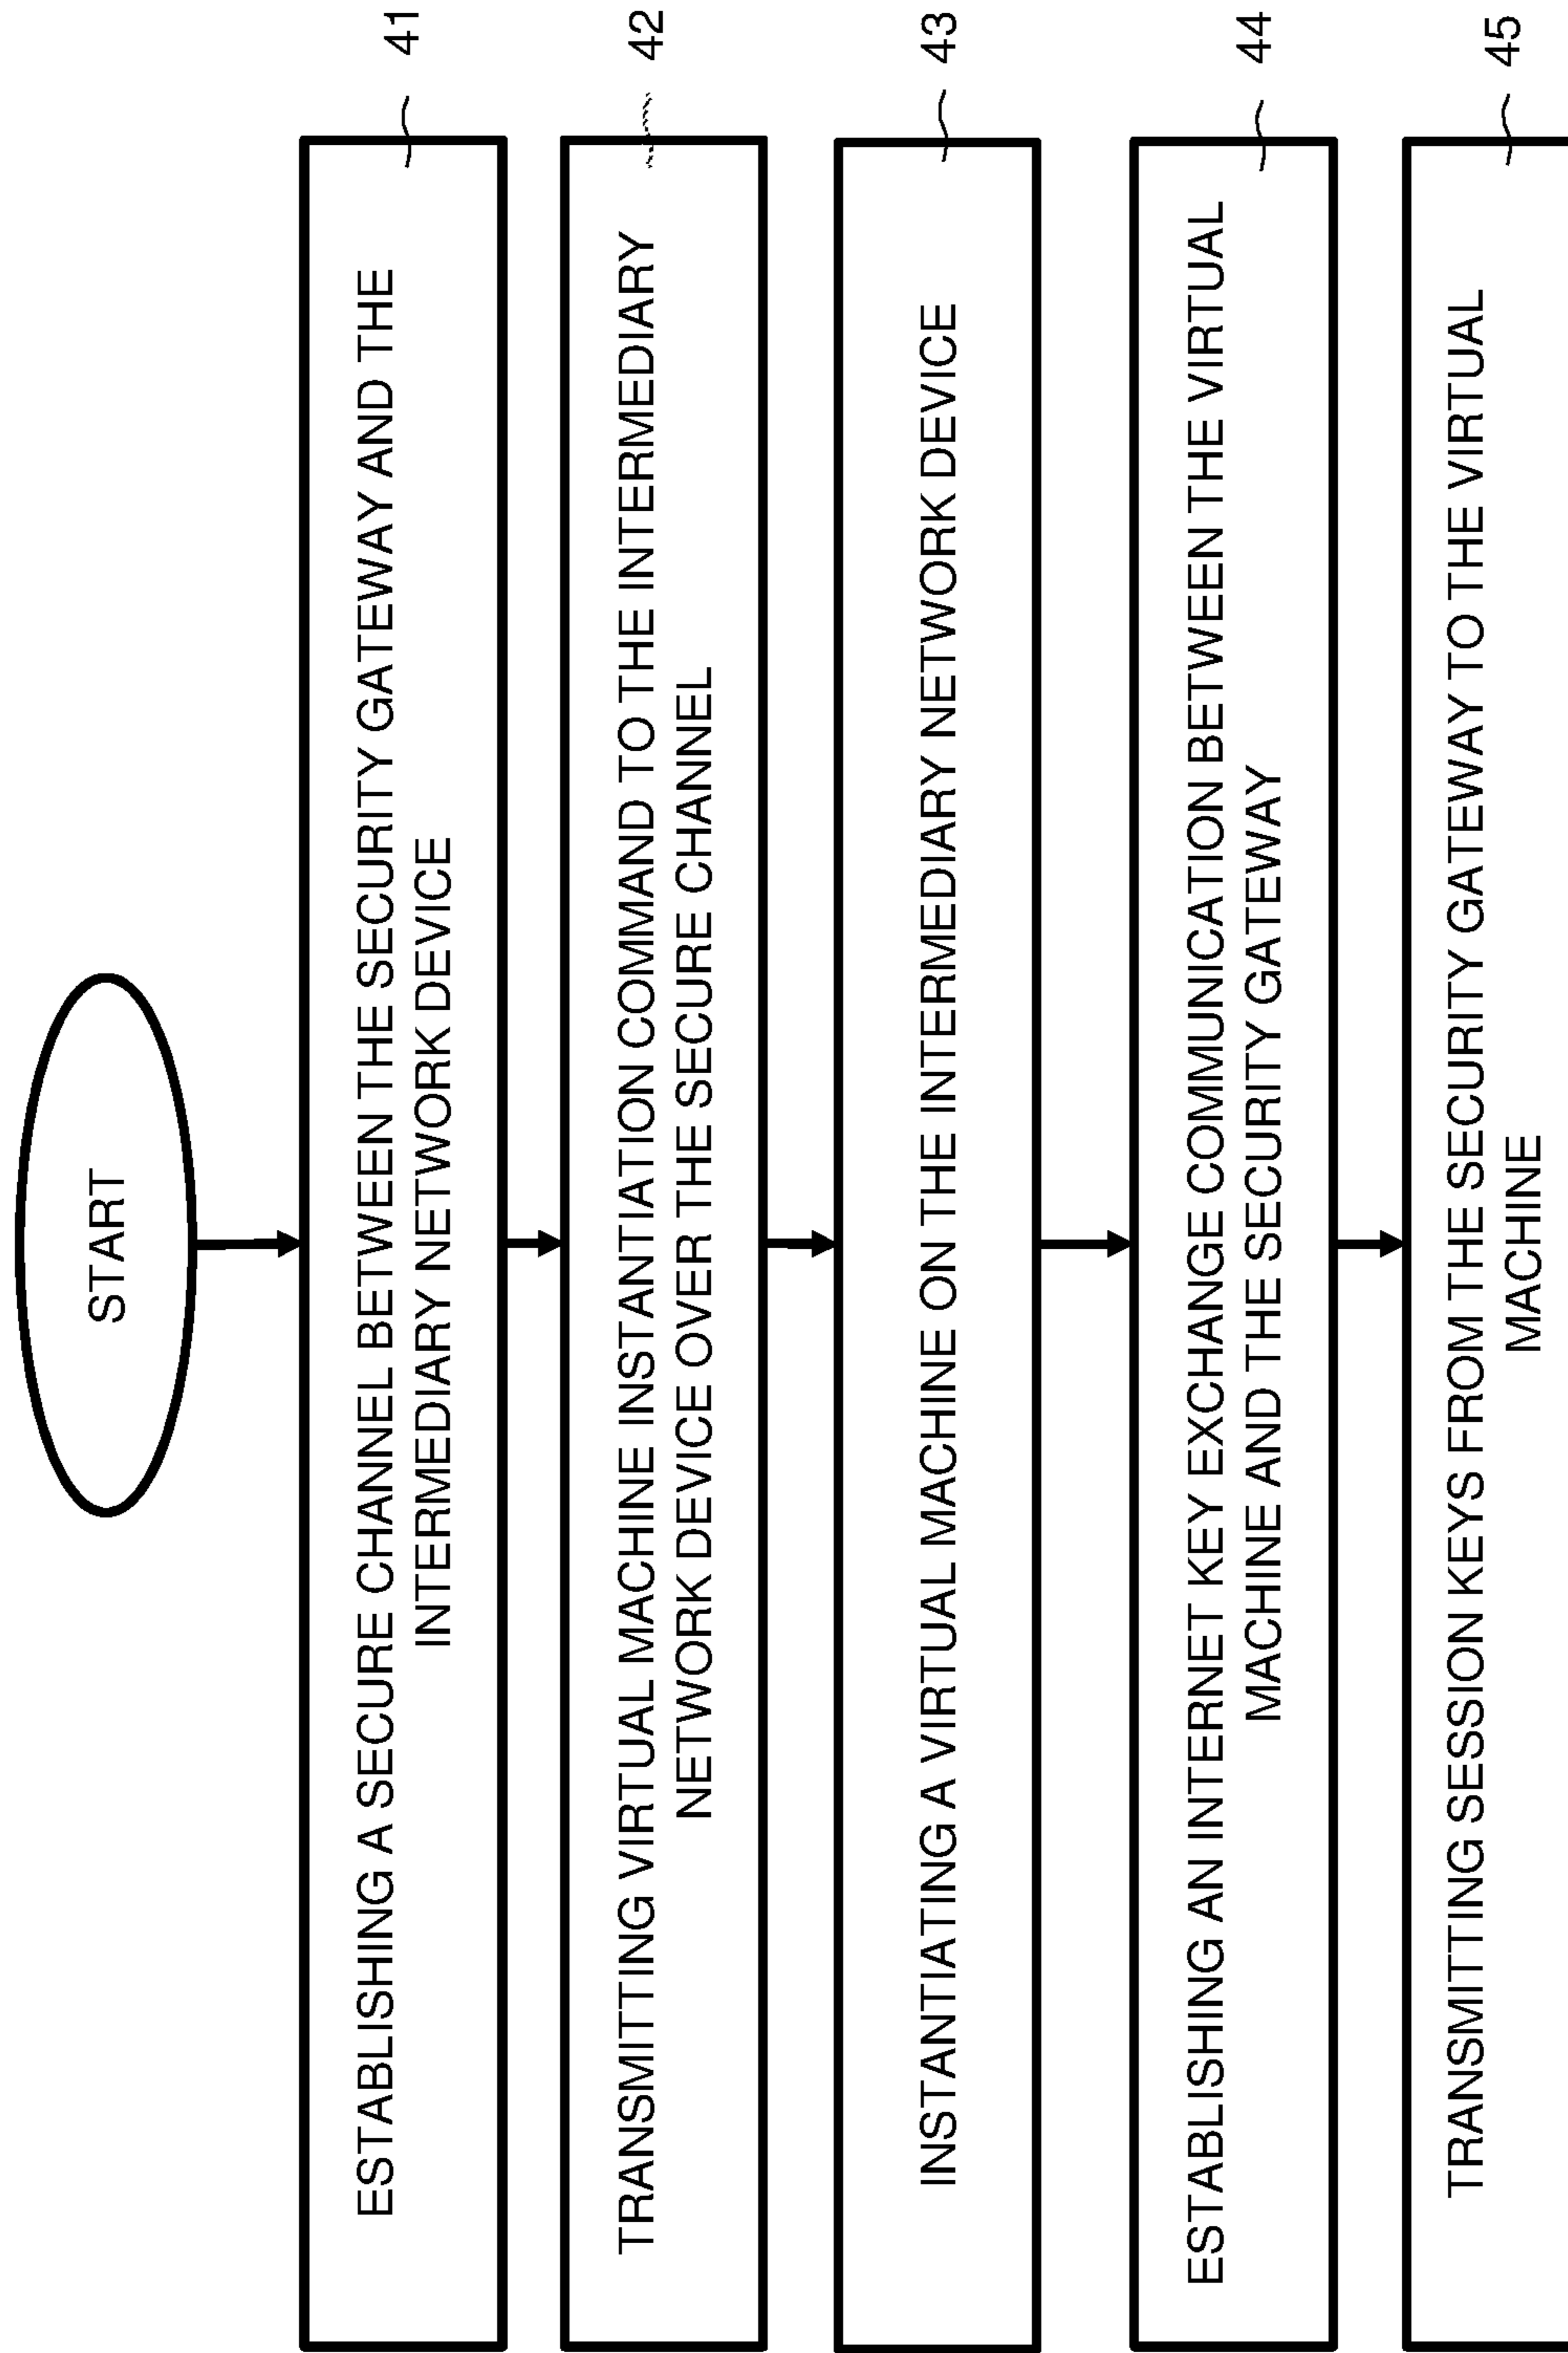 START
ESTABLISHING A SECURE CHANNEL BETWEEN THE SECURITY GATEWAY AND THE
INTERMEDIARY NETWORK DEVICE
41
TRANSMITTING VIRTUAL MACHINE INSTANTIATION COMMAND TO THE INTERMEDIARY
NETWORK DEVICE OVER THE SECURE CHANNEL
42
INSTANTIATING A VIRTUAL MACHINE ON THE INTERMEDIARY NETWORK DEVICE
43
ESTABLISHING AN INTERNET KEY EXCHANGE COMMUNICATION BETWEEN THE VIRTUAL
MACHINE AND THE SECURITY GATEWAY
44
TRANSMITTING SESSION KEYS FROM THE SECURITY GATEWAY TO THE VIRTUAL
MACHINE
45